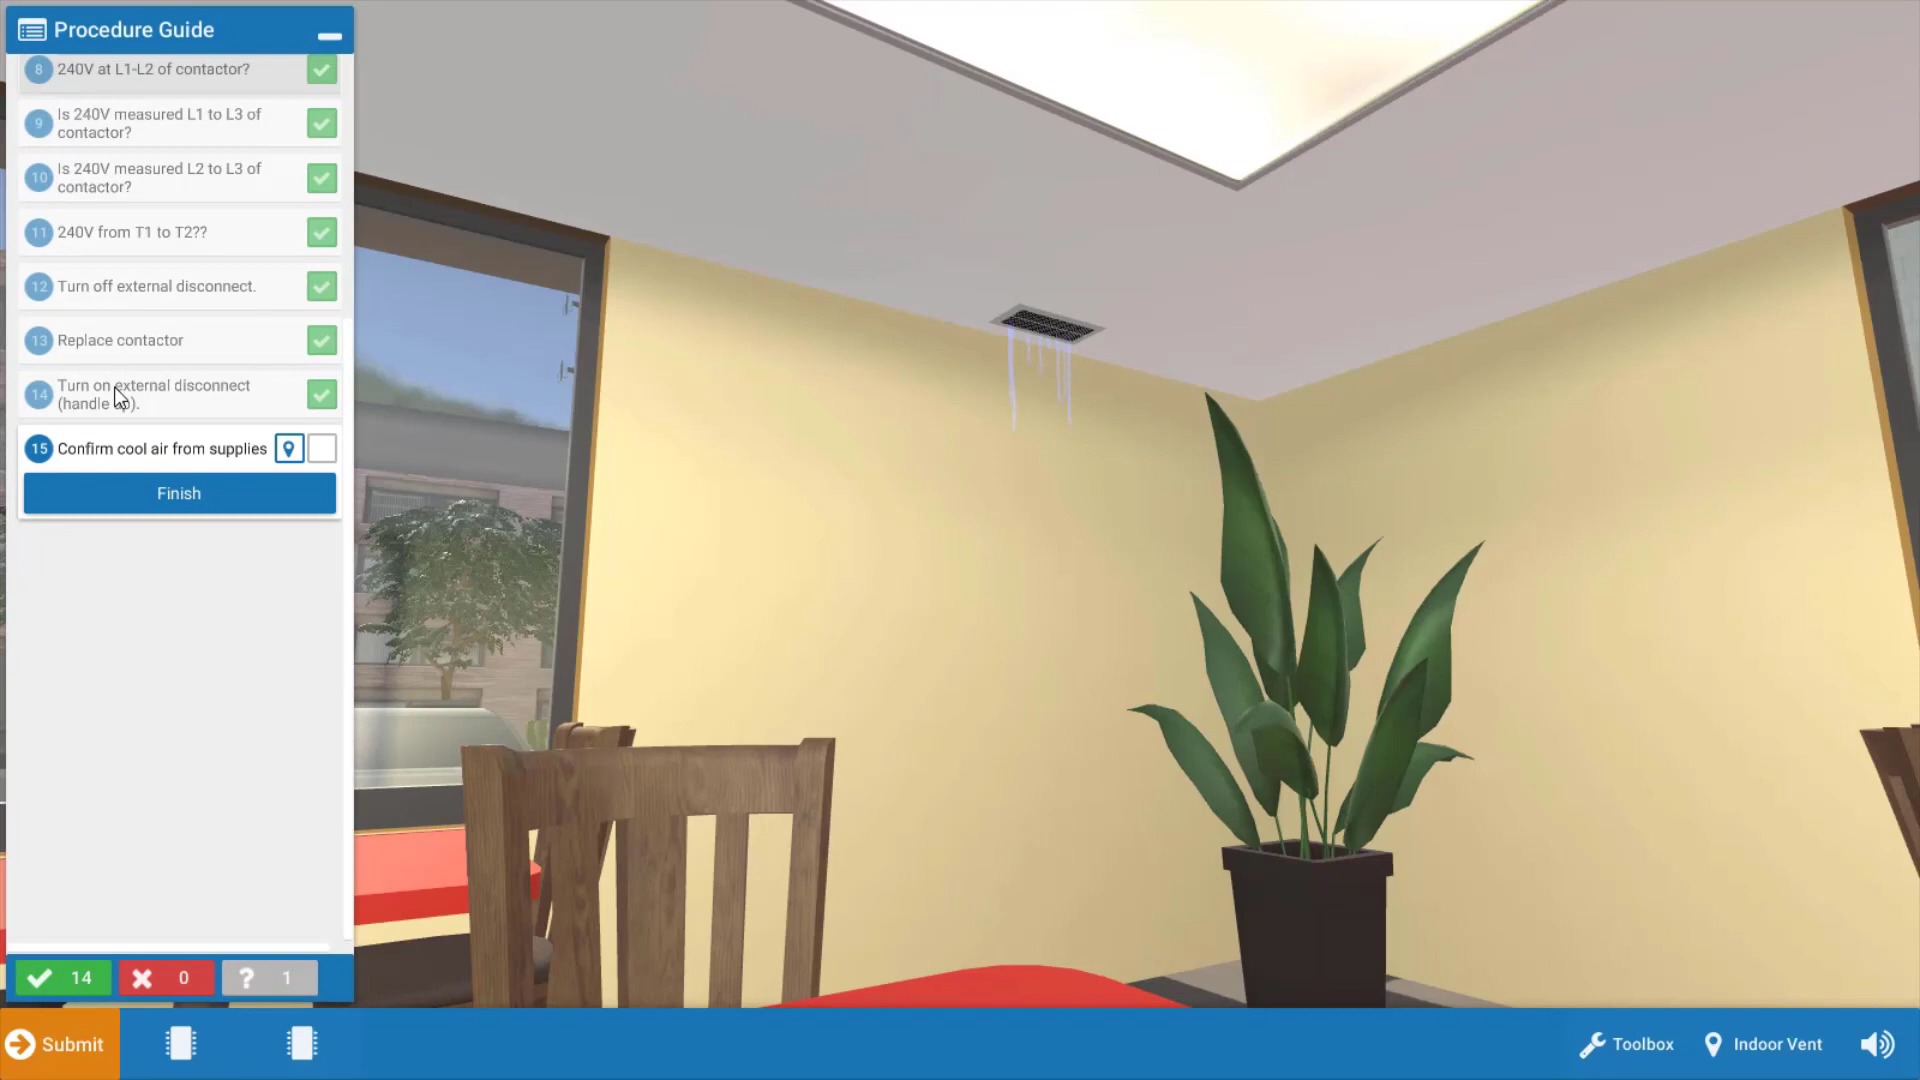 Procedure Guide
8 240V at L1-L2 of contactor?
9 Is 240V measured L1 to L3 of
contactor?
10 Is 240V measured L2 to L3 of
contactor?
11 240V from T1 to T2??
12 Turn off external disconnect.
13 Replace contactor
14 Turn on external disconnect
(handle up).
15 Confirm cool air from supplies
Finish
14 0 ? 1
Submit
Toolbox
Indoor Vent